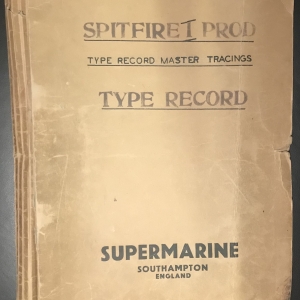 SPITFIRE I PROD
TYPE RECORD MASTER TRACINGS
TYPE RECORD
SUPERMARINE
SOUTHAMPTON
ENGLAND